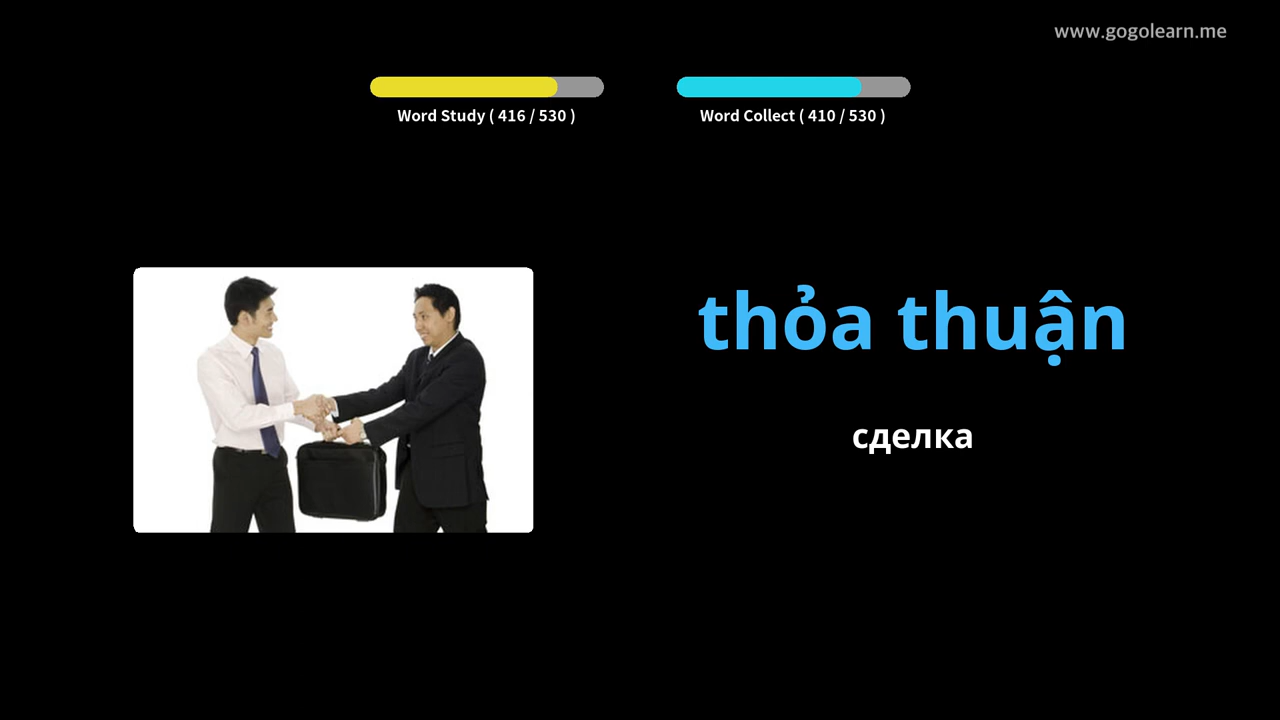 www.gogolearn.me
Word Study ( 416 / 530 )
Word Collect ( 410 / 530 )
thỏa thuận
сделка